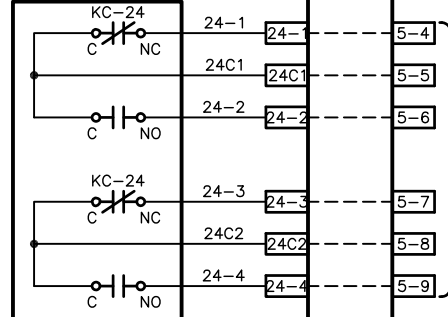 KC-24
C NC 24-1 24-1 5-4
24C1 24C1 5-5
C NO 24-2 24-2 5-6
KC-24
C NC 24-3 24-3 5-7
24C2 24C2 5-8
C NO 24-4 24-4 5-9